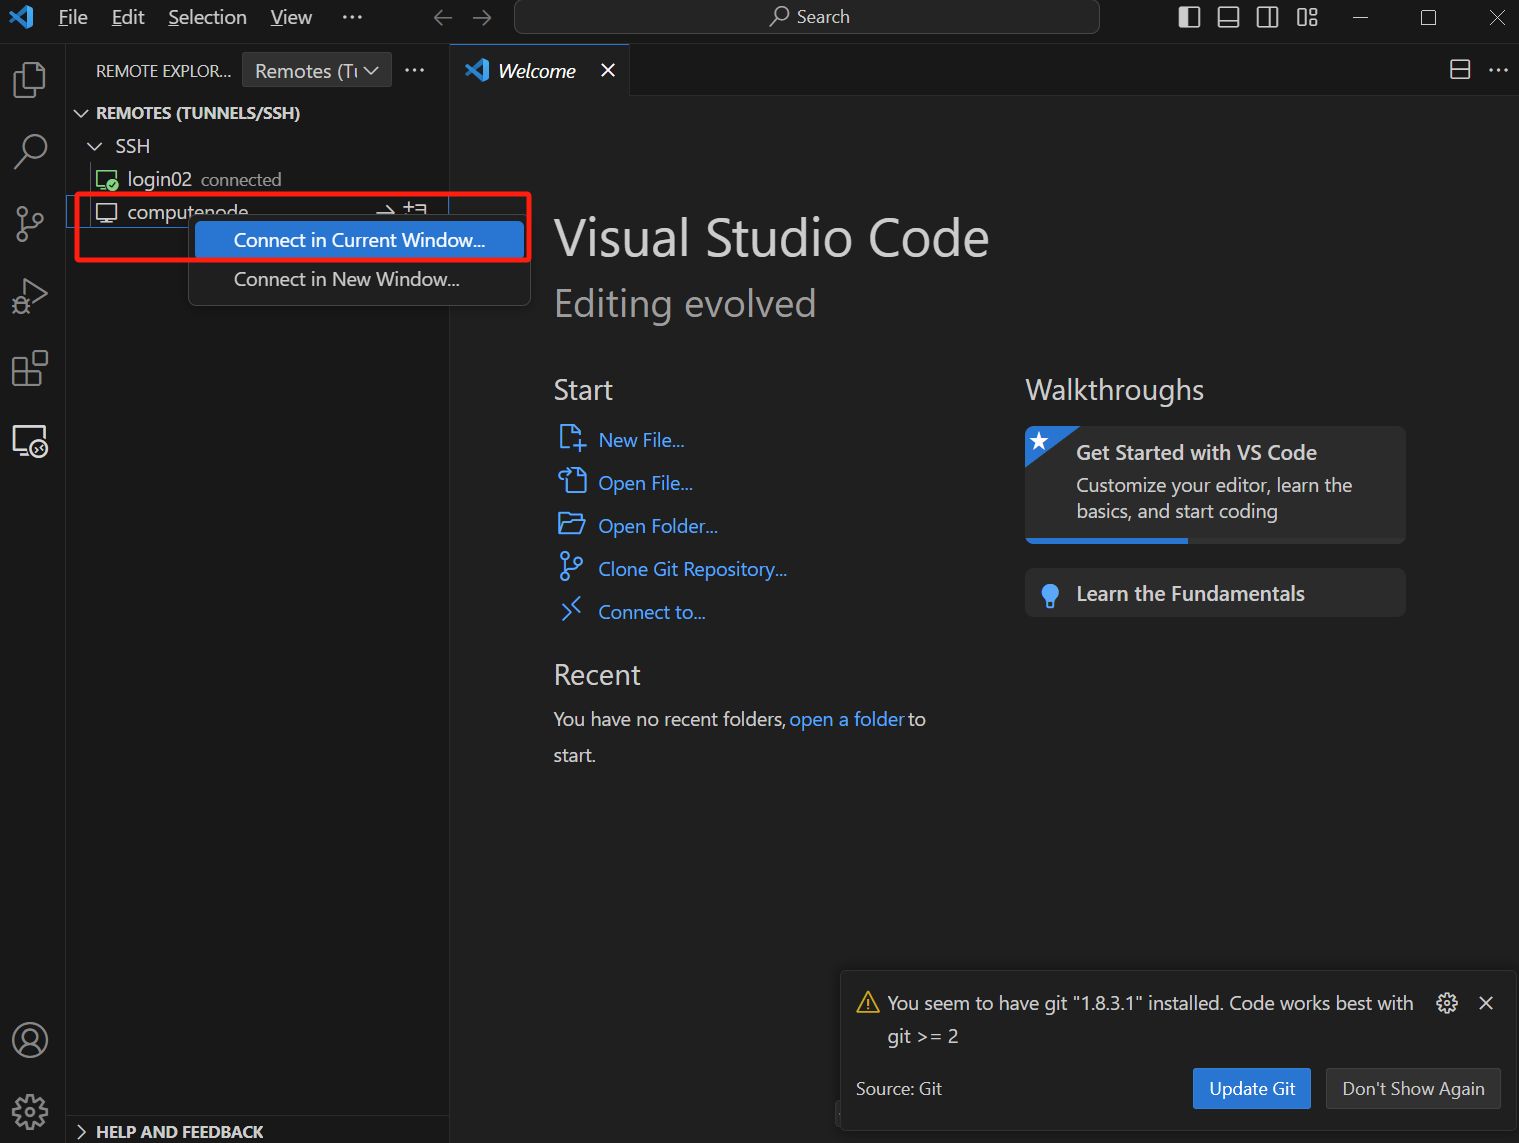 File Edit Selection View ···
Search
REMOTE EXPLOR... Remotes (Tu
Welcome
REMOTES (TUNNELS/SSH)
SSH
login02 connected
computenode
Connect in Current Window...
Connect in New Window...
Visual Studio Code
Editing evolved
Start
New File...
Open File...
Open Folder...
Clone Git Repository...
Connect to...
Recent
You have no recent folders, open a folder to
start.
Walkthroughs
Get Started with VS Code
Customize your editor, learn the
basics, and start coding
Learn the Fundamentals
You seem to have git "1.8.3.1" installed. Code works best with
git >= 2
Source: Git
Update Git
Don't Show Again
HELP AND FEEDBACK